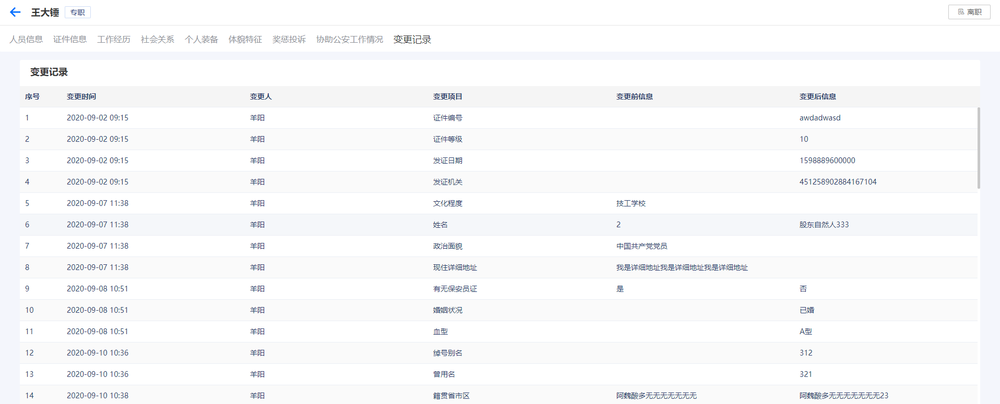 王大锤 专职 离职
人员信息 证件信息 工作经历 社会关系 个人装备 体貌特征 奖惩投诉 协助公安工作情况 变更记录
变更记录
序号 变更时间 变更人 变更项目 变更前信息 变更后信息
1 2020-09-02 09:15 羊阳 证件编号 awdadwasd
2 2020-09-02 09:15 羊阳 证件等级 10
3 2020-09-02 09:15 羊阳 发证日期 1598889600000
4 2020-09-02 09:15 羊阳 发证机关 451258902884167104
5 2020-09-07 11:38 羊阳 文化程度 技工学校
6 2020-09-07 11:38 羊阳 姓名 2 股东自然人333
7 2020-09-07 11:38 羊阳 政治面貌 中国共产党党员
8 2020-09-07 11:38 羊阳 现住详细地址 我是详细地址我是详细地址我是详细地址
9 2020-09-08 10:51 羊阳 有无保安员证 是 否
10 2020-09-08 10:51 羊阳 婚姻状况 已婚
11 2020-09-08 10:51 羊阳 血型 A型
12 2020-09-10 10:36 羊阳 绰号别名 312
13 2020-09-10 10:36 羊阳 曾用名 321
14 2020-09-10 10:38 羊阳 籍贯省市区 阿魏酸多无无无无无无无 阿魏酸多无无无无无无无23